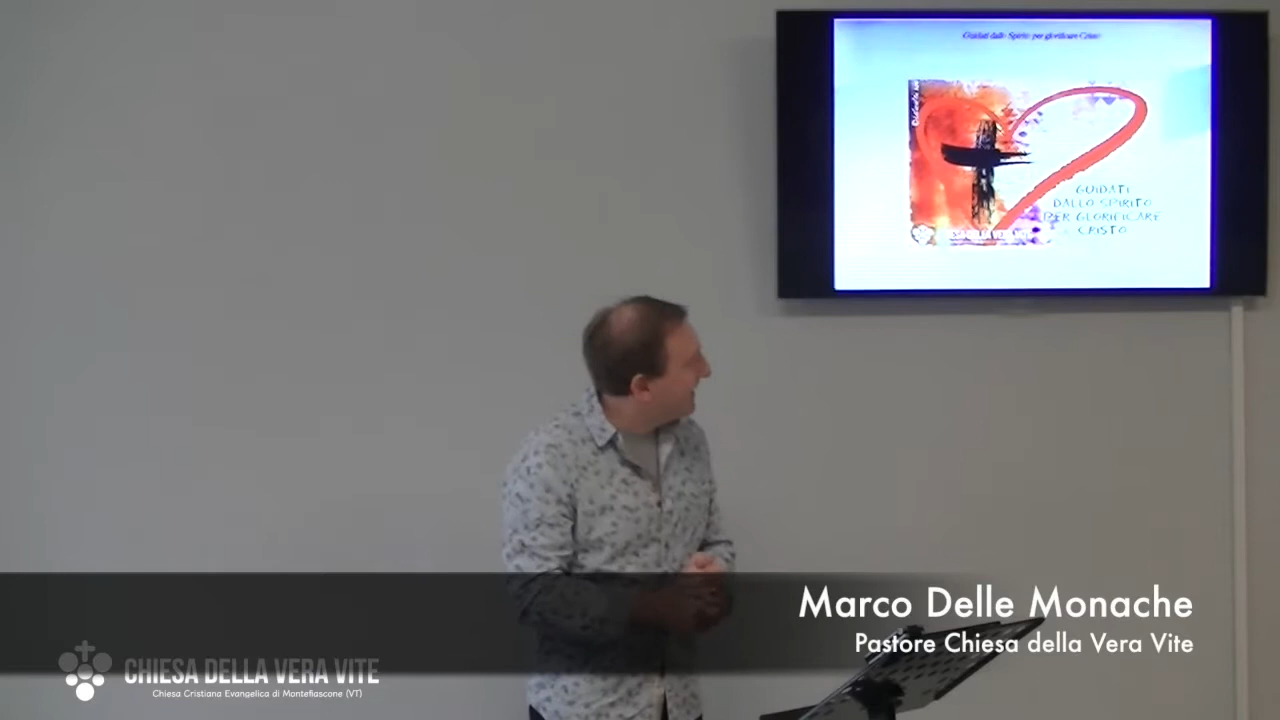 Guidati dallo Spirito per glorificare Cristo
GUIDATI
DALLO SPIRITO
PER GLORIFICARE
CRISTO
Marco Delle Monache
Pastore Chiesa della Vera Vite
CHIESA DELLA VERA VITE
Chiesa Cristiana Evangelica di Montefiascone (VT)